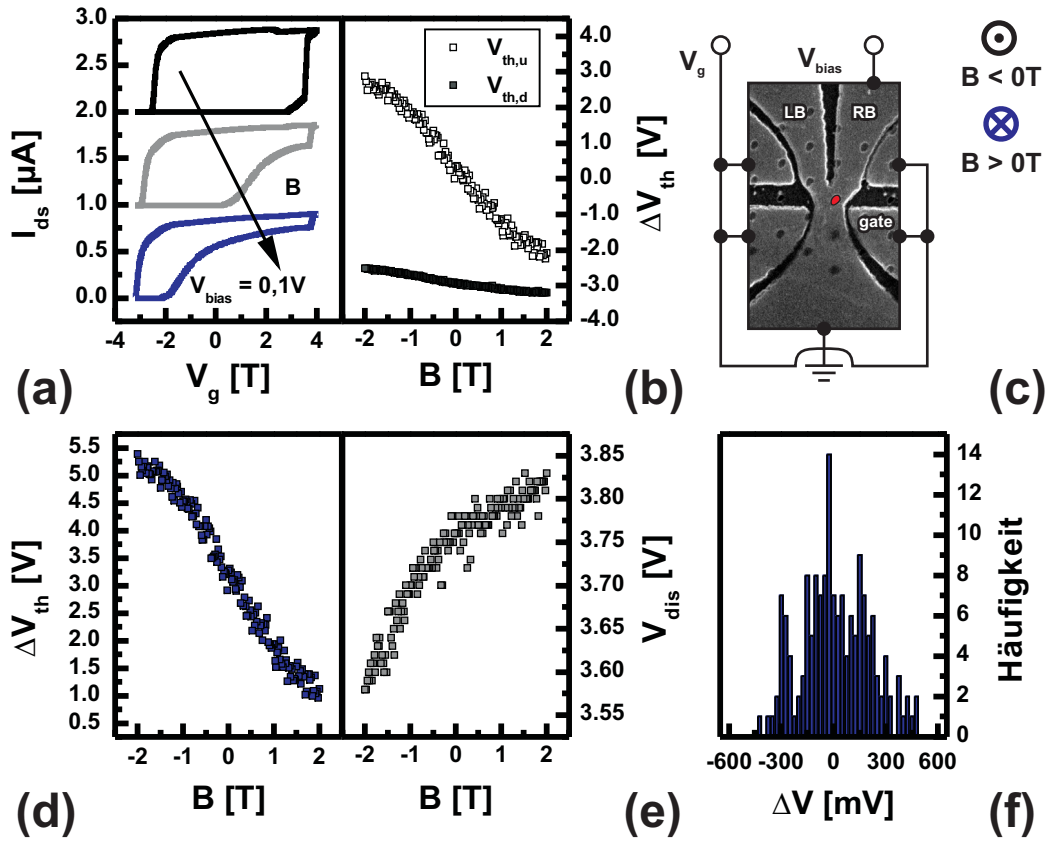 3.0
2.5
2.0
1.5
1.0
0.5
0.0
I_ds [µA]
B
V_bias = 0,1V
-4 -2 0 2 4
V_g [T]
(a)
V_th,u
V_th,d
4.0
3.0
2.0
1.0
0.0
-1.0
-2.0
-3.0
-4.0
ΔV_th [V]
-2 -1 0 1 2
B [T]
(b)
V_g
V_bias
LB
RB
gate
B < 0T
B > 0T
(c)
5.5
5.0
4.5
4.0
3.5
3.0
2.5
2.0
1.5
1.0
0.5
ΔV_th [V]
-2 -1 0 1 2
B [T]
(d)
3.85
3.80
3.75
3.70
3.65
3.60
3.55
V_dis [V]
-2 -1 0 1 2
B [T]
(e)
14
12
10
8
6
4
2
0
Häufigkeit
-600 -300 0 300 600
ΔV [mV]
(f)